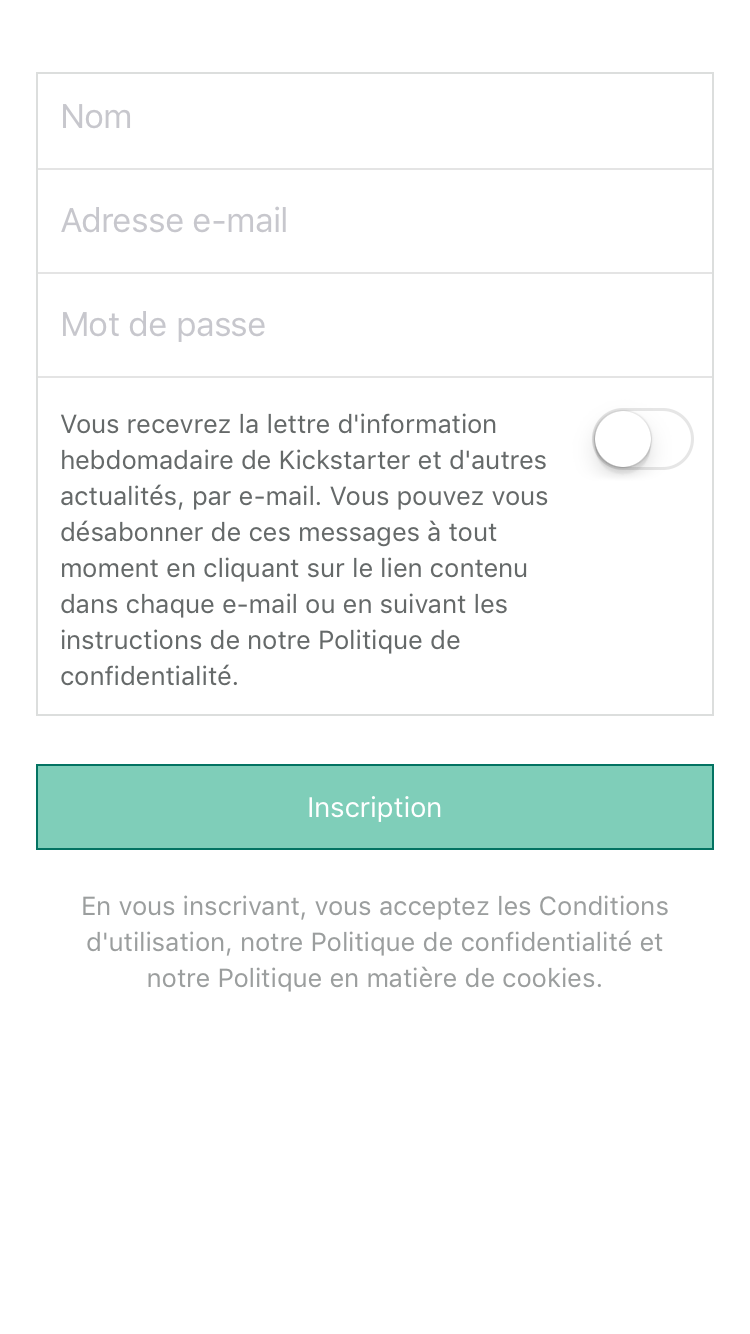 Nom
Adresse e-mail
Mot de passe
Vous recevrez la lettre d'information
hebdomadaire de Kickstarter et d'autres
actualités, par e-mail. Vous pouvez vous
désabonner de ces messages à tout
moment en cliquant sur le lien contenu
dans chaque e-mail ou en suivant les
instructions de notre Politique de
confidentialité.
Inscription
En vous inscrivant, vous acceptez les Conditions
d'utilisation, notre Politique de confidentialité et
notre Politique en matière de cookies.